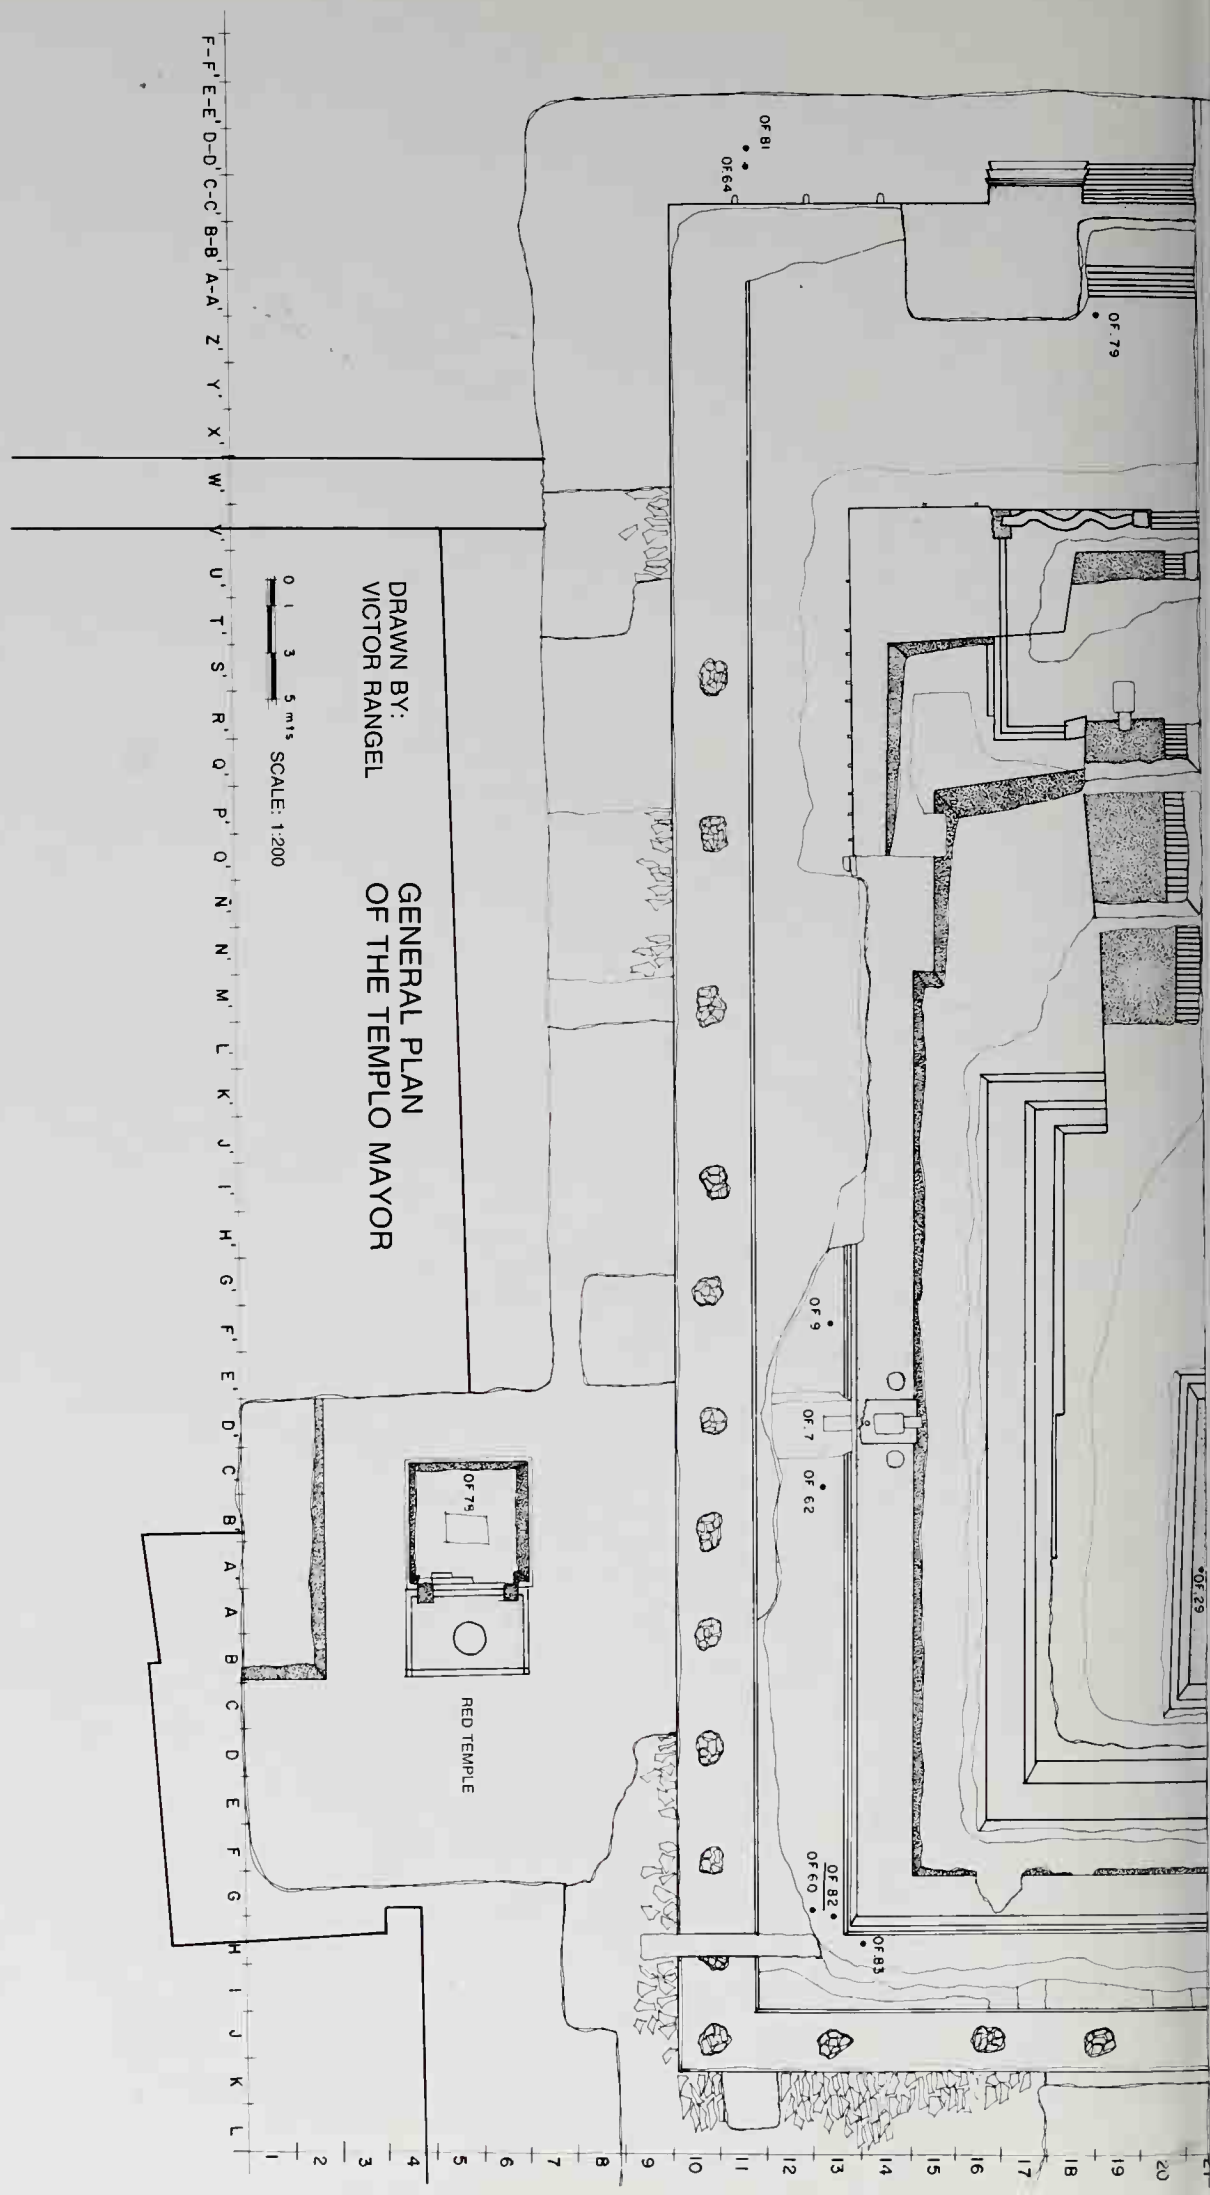 GENERAL PLAN
OF THE TEMPLO MAYOR
DRAWN BY:
VICTOR RANGEL
0 1 3 5 mts SCALE: 1:200
RED TEMPLE
OF 81
OF.64
OF. 79
OF 9
OF. 7
OF 62
OF.29
OF 82
OF 60
OF.83
F-F' E-E' D-D' C-C' B-B' A-A' Z' Y' X' W' V' U' T' S' R' Q' P' O' Ñ' N' M' L' K' J' I' H' G' F' E' D' C' B' A A B C D E F G H I J K L
1 2 3 4 5 6 7 8 9 10 11 12 13 14 15 16 17 18 19 20